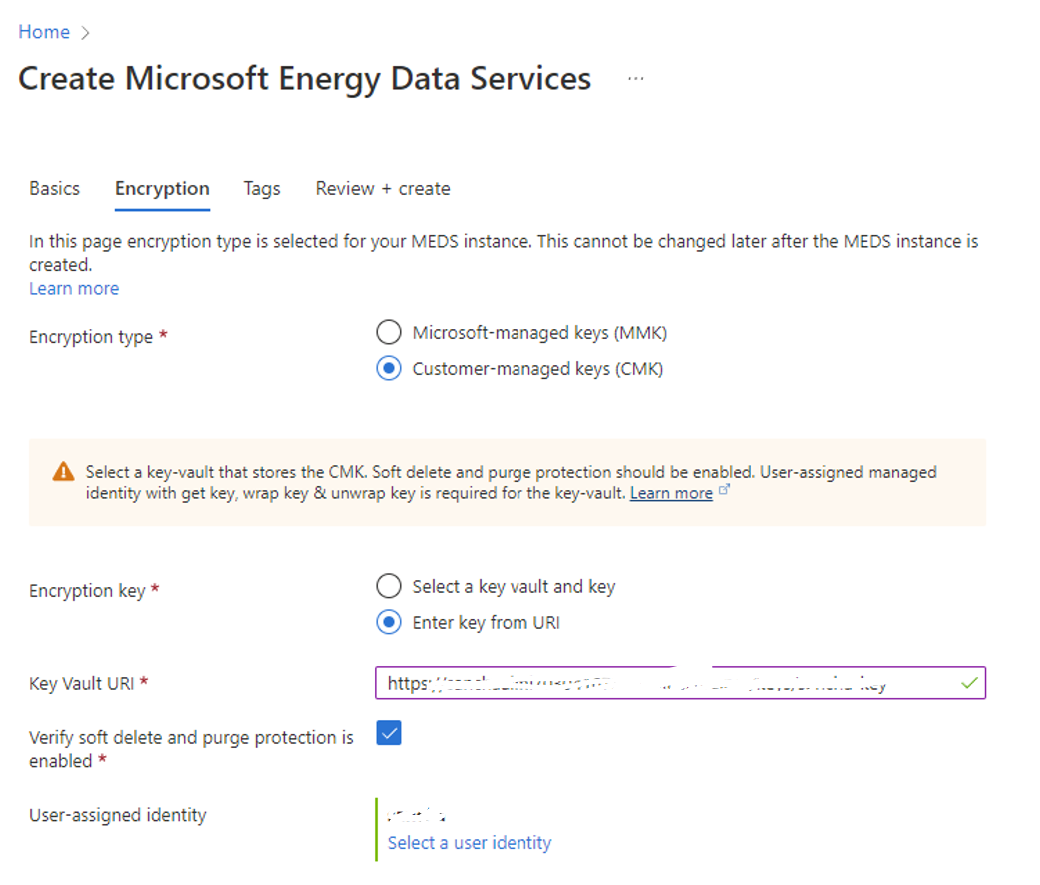 Home >
Create Microsoft Energy Data Services ...
Basics Encryption Tags Review + create
In this page encryption type is selected for your MEDS instance. This cannot be changed later after the MEDS instance is
created.
Learn more
Encryption type *
Microsoft-managed keys (MMK)
Customer-managed keys (CMK)
Select a key-vault that stores the CMK. Soft delete and purge protection should be enabled. User-assigned managed
identity with get key, wrap key & unwrap key is required for the key-vault. Learn more
Encryption key *
Select a key vault and key
Enter key from URI
Key Vault URI *
https:
Verify soft delete and purge protection is
enabled *
User-assigned identity
Select a user identity